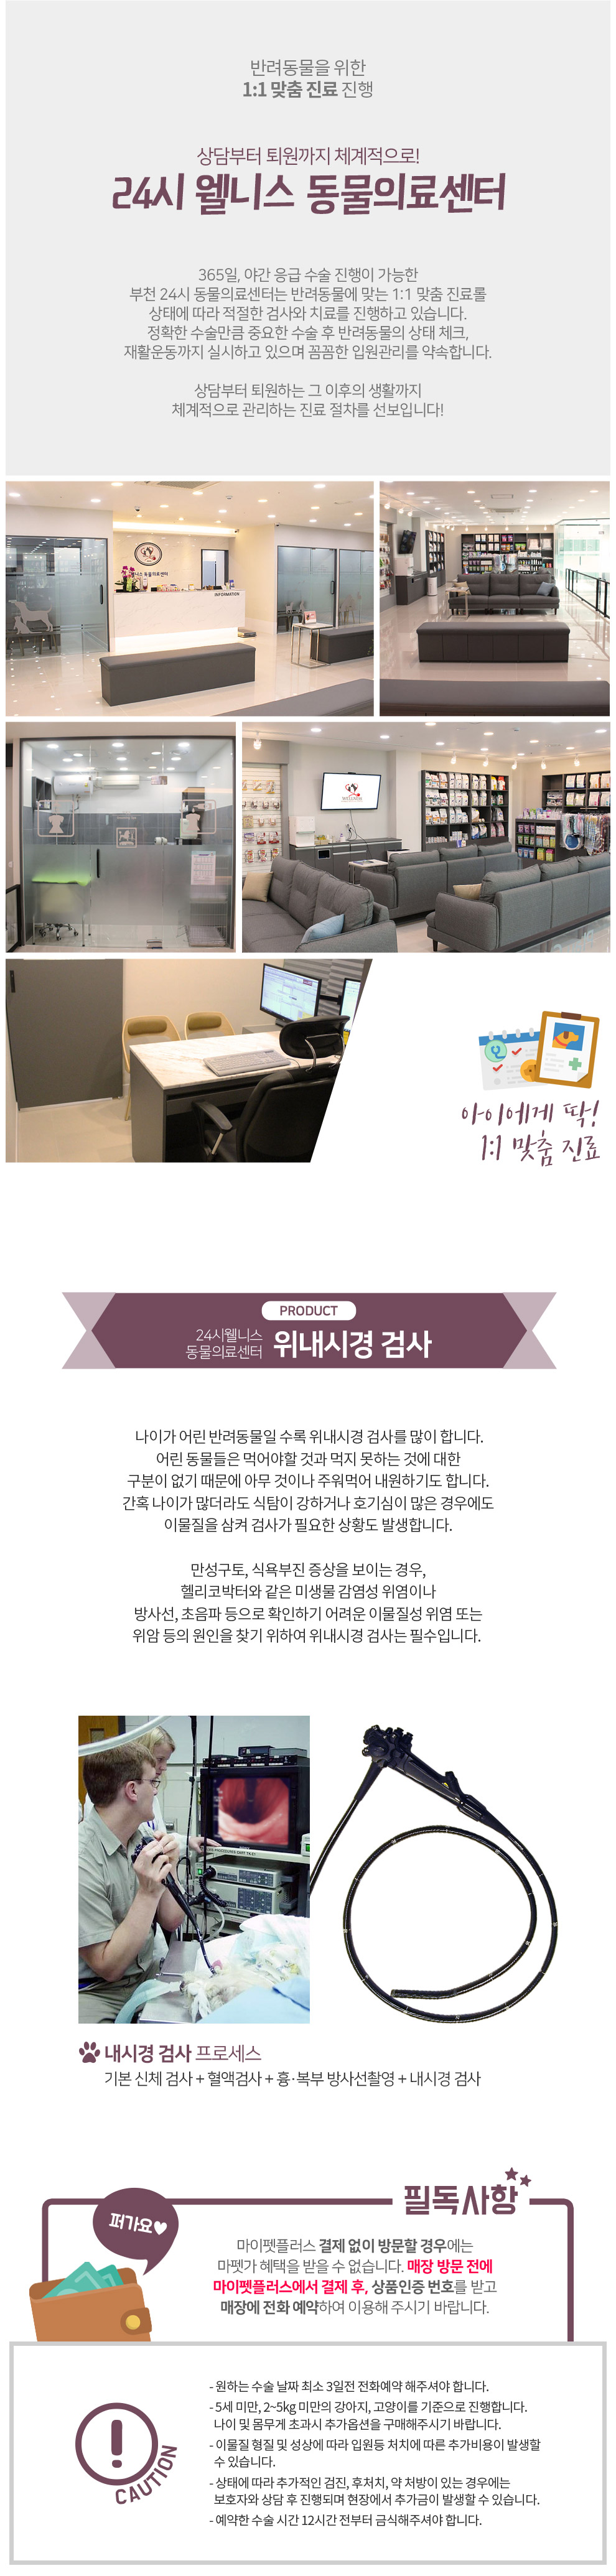 반려동물을 위한
1:1 맞춤 진료 진행
상담부터 퇴원까지 체계적으로!
24시 웰니스 동물의료센터
365일, 야간 응급 수술 진행이 가능한
부천 24시 동물의료센터는 반려동물에 맞는 1:1 맞춤 진료롤
상태에 따라 적절한 검사와 치료를 진행하고 있습니다.
정확한 수술만큼 중요한 수술 후 반려동물의 상태 체크,
재활운동까지 실시하고 있으며 꼼꼼한 입원관리를 약속합니다.
상담부터 퇴원하는 그 이후의 생활까지
체계적으로 관리하는 진료 절차를 선보입니다!
웰니스 동물의료센터
INFORMATION
WELLNESS
아이에게 딱!
1:1 맞춤 진료
PRODUCT
24시웰니스
동물의료센터
위내시경 검사
나이가 어린 반려동물일 수록 위내시경 검사를 많이 합니다.
어린 동물들은 먹어야할 것과 먹지 못하는 것에 대한
구분이 없기 때문에 아무 것이나 주워먹어 내원하기도 합니다.
간혹 나이가 많더라도 식탐이 강하거나 호기심이 많은 경우에도
이물질을 삼켜 검사가 필요한 상황도 발생합니다.
만성구토, 식욕부진 증상을 보이는 경우,
헬리코박터와 같은 미생물 감염성 위염이나
방사선, 초음파 등으로 확인하기 어려운 이물질성 위염 또는
위암 등의 원인을 찾기 위하여 위내시경 검사는 필수입니다.
내시경 검사 프로세스
기본 신체 검사 + 혈액검사 + 흉·복부 방사선촬영 + 내시경 검사
필독사항
퍼가요♥
마이펫플러스 결제 없이 방문할 경우에는
마펫가 혜택을 받을 수 없습니다. 매장 방문 전에
마이펫플러스에서 결제 후, 상품인증 번호를 받고
매장에 전화 예약하여 이용해 주시기 바랍니다.
CAUTION
- 원하는 수술 날짜 최소 3일전 전화예약 해주셔야 합니다.
- 5세 미만, 2~5kg 미만의 강아지, 고양이를 기준으로 진행합니다.
나이 및 몸무게 초과시 추가옵션을 구매해주시기 바랍니다.
- 이물질 형질 및 성상에 따라 입원등 처치에 따른 추가비용이 발생할
수 있습니다.
- 상태에 따라 추가적인 검진, 후처치, 약 처방이 있는 경우에는
보호자와 상담 후 진행되며 현장에서 추가금이 발생할 수 있습니다.
- 예약한 수술 시간 12시간 전부터 금식해주셔야 합니다.